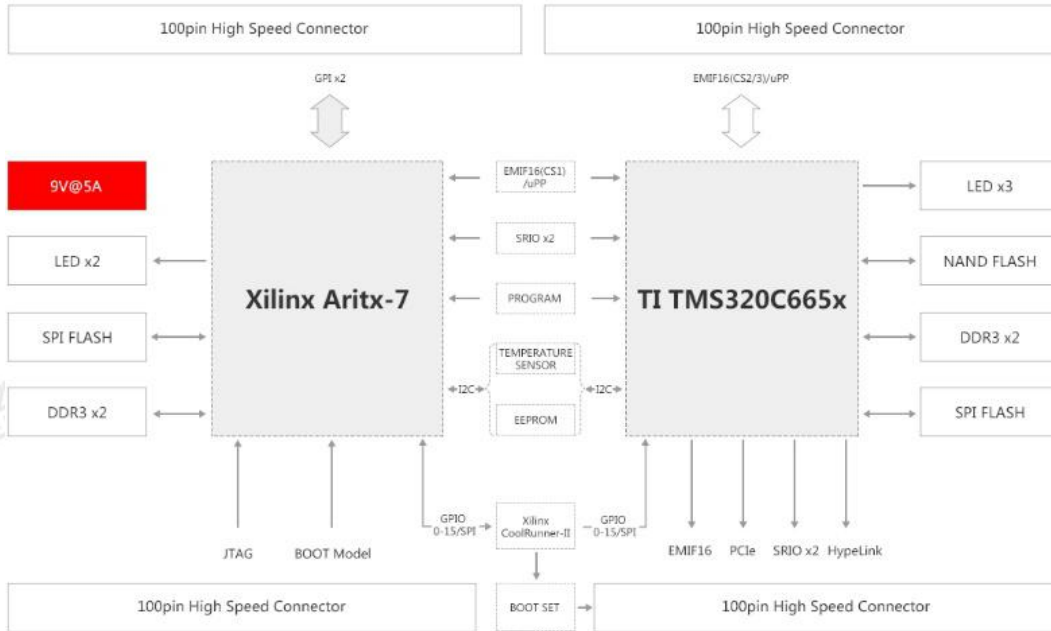 100pin High Speed Connector
100pin High Speed Connector
GPI x2
EMIF16(CS2/3)/uPP
9V@5A
LED x2
SPI FLASH
DDR3 x2
Xilinx Aritx-7
EMIF16(CS1)
/uPP
SRIO x2
PROGRAM
TEMPERATURE
SENSOR
I2C
I2C
EEPROM
TI TMS320C665x
LED x3
NAND FLASH
DDR3 x2
SPI FLASH
JTAG
BOOT Model
GPIO
0-15/SPI
Xilinx
CoolRunner-II
GPIO
0-15/SPI
EMIF16
PCIe
SRIO x2
HypeLink
100pin High Speed Connector
BOOT SET
100pin High Speed Connector